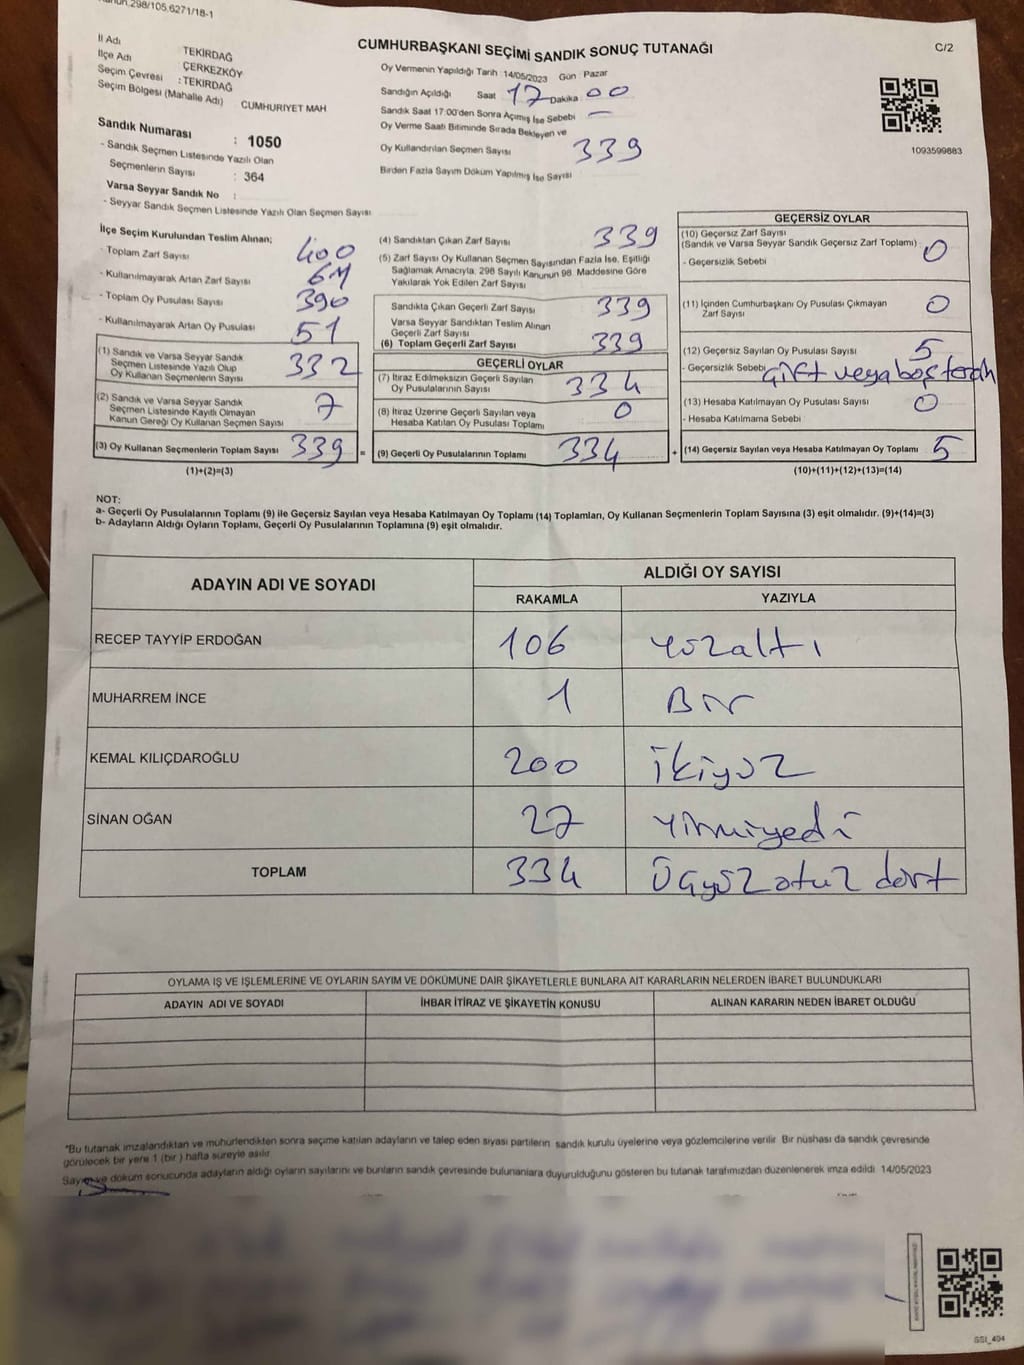 298/105.6271/18-1
C/2
CUMHURBAŞKANI SEÇİMİ SANDIK SONUÇ TUTANAĞI
İl Adı TEKİRDAĞ
İlçe Adı ÇERKEZKÖY
Seçim Çevresi : TEKİRDAĞ
Seçim Bölgesi (Mahalle Adı) CUMHURİYET MAH
Sandık Numarası : 1050
- Sandık Seçmen Listesinde Yazılı Olan
Seçmenlerin Sayısı : 364
Varsa Seyyar Sandık No :
- Seyyar Sandık Seçmen Listesinde Yazılı Olan Seçmen Sayısı
Oy Vermenin Yapıldığı Tarih : 14/05/2023 Gün : Pazar
Sandığın Açıldığı Saat 17 Dakika 00
Sandık Saat 17:00'den Sonra Açımış İse Sebebi —
Oy Verme Saati Bitiminde Sırada Bekleyen ve
Oy Kullandırılan Seçmen Sayısı 339
Birden Fazla Sayım Döküm Yapılmış İse Sayısı
1093599883
İlçe Seçim Kurulundan Teslim Alınan;
- Toplam Zarf Sayısı 400
- Kullanılmayarak Artan Zarf Sayısı 61
- Toplam Oy Pusulası Sayısı 390
- Kullanılmayarak Artan Oy Pusulası 51
(1) Sandık ve Varsa Seyyar Sandık
Seçmen Listesinde Yazılı Olup
Oy Kullanan Seçmenlerin Sayısı 332
(2) Sandık ve Varsa Seyyar Sandık
Seçmen Listesinde Kayıtlı Olmayan
Kanun Gereği Oy Kullanan Seçmen Sayısı 7
(3) Oy Kullanan Seçmenlerin Toplam Sayısı 339 =
(1)+(2)=(3)
(4) Sandıktan Çıkan Zarf Sayısı 339
(5) Zarf Sayısı Oy Kullanan Seçmen Sayısından Fazla İse, Eşitliği
Sağlamak Amacıyla, 298 Sayılı Kanunun 98. Maddesine Göre
Yakılarak Yok Edilen Zarf Sayısı
Sandıkta Çıkan Geçerli Zarf Sayısı 339
Varsa Seyyar Sandıktan Teslim Alınan
Geçerli Zarf Sayısı
(6) Toplam Geçerli Zarf Sayısı 339
GEÇERLİ OYLAR
(7) İtiraz Edilmeksizin Geçerli Sayılan
Oy Pusulalarının Sayısı 334
(8) İtiraz Üzerine Geçerli Sayılan veya
Hesaba Katılan Oy Pusulası Toplamı 0
(9) Geçerli Oy Pusulalarının Toplamı 334 +
GEÇERSİZ OYLAR
(10) Geçersiz Zarf Sayısı
(Sandık ve Varsa Seyyar Sandık Geçersiz Zarf Toplamı) 0
- Geçersizlik Sebebi
(11) İçinden Cumhurbaşkanı Oy Pusulası Çıkmayan
Zarf Sayısı 0
(12) Geçersiz Sayılan Oy Pusulası Sayısı 5
- Geçersizlik Sebebi Çift veya boş tercih
(13) Hesaba Katılmayan Oy Pusulası Sayısı 0
- Hesaba Katılmama Sebebi
(14) Geçersiz Sayılan veya Hesaba Katılmayan Oy Toplamı 5
(10)+(11)+(12)+(13)=(14)
NOT:
a- Geçerli Oy Pusulalarının Toplamı (9) ile Geçersiz Sayılan veya Hesaba Katılmayan Oy Toplamı (14) Toplamları, Oy Kullanan Seçmenlerin Toplam Sayısına (3) eşit olmalıdır. (9)+(14)=(3)
b- Adayların Aldığı Oyların Toplamı, Geçerli Oy Pusulalarının Toplamına (9) eşit olmalıdır.
ADAYIN ADI VE SOYADI ALDIĞI OY SAYISI
RAKAMLA YAZIYLA
RECEP TAYYİP ERDOĞAN 106 Yüzaltı
MUHARREM İNCE 1 Bir
KEMAL KILIÇDAROĞLU 200 İkiyüz
SİNAN OĞAN 27 Yirmiyedi
TOPLAM 334 Üçyüz otuz dört
OYLAMA İŞ VE İŞLEMLERİNE VE OYLARIN SAYIM VE DÖKÜMÜNE DAİR ŞİKAYETLERLE BUNLARA AİT KARARLARIN NELERDEN İBARET BULUNDUKLARI
ADAYIN ADI VE SOYADI İHBAR İTİRAZ VE ŞİKAYETİN KONUSU ALINAN KARARIN NEDEN İBARET OLDUĞU
*Bu tutanak imzalandıktan ve mühürlendikten sonra seçime katılan adayların ve talep eden siyasi partilerin sandık kurulu üyelerine veya gözlemcilerine verilir. Bir nüshası da sandık çevresinde
görülecek bir yere 1 (bir) hafta süreyle asılır.
Sayım ve döküm sonucunda adayların aldığı oyların sayılarını ve bunların sandık çevresinde bulunanlara duyurulduğunu gösteren bu tutanak tarafımızdan düzenlenerek imza edildi. 14/05/2023
SSI_404